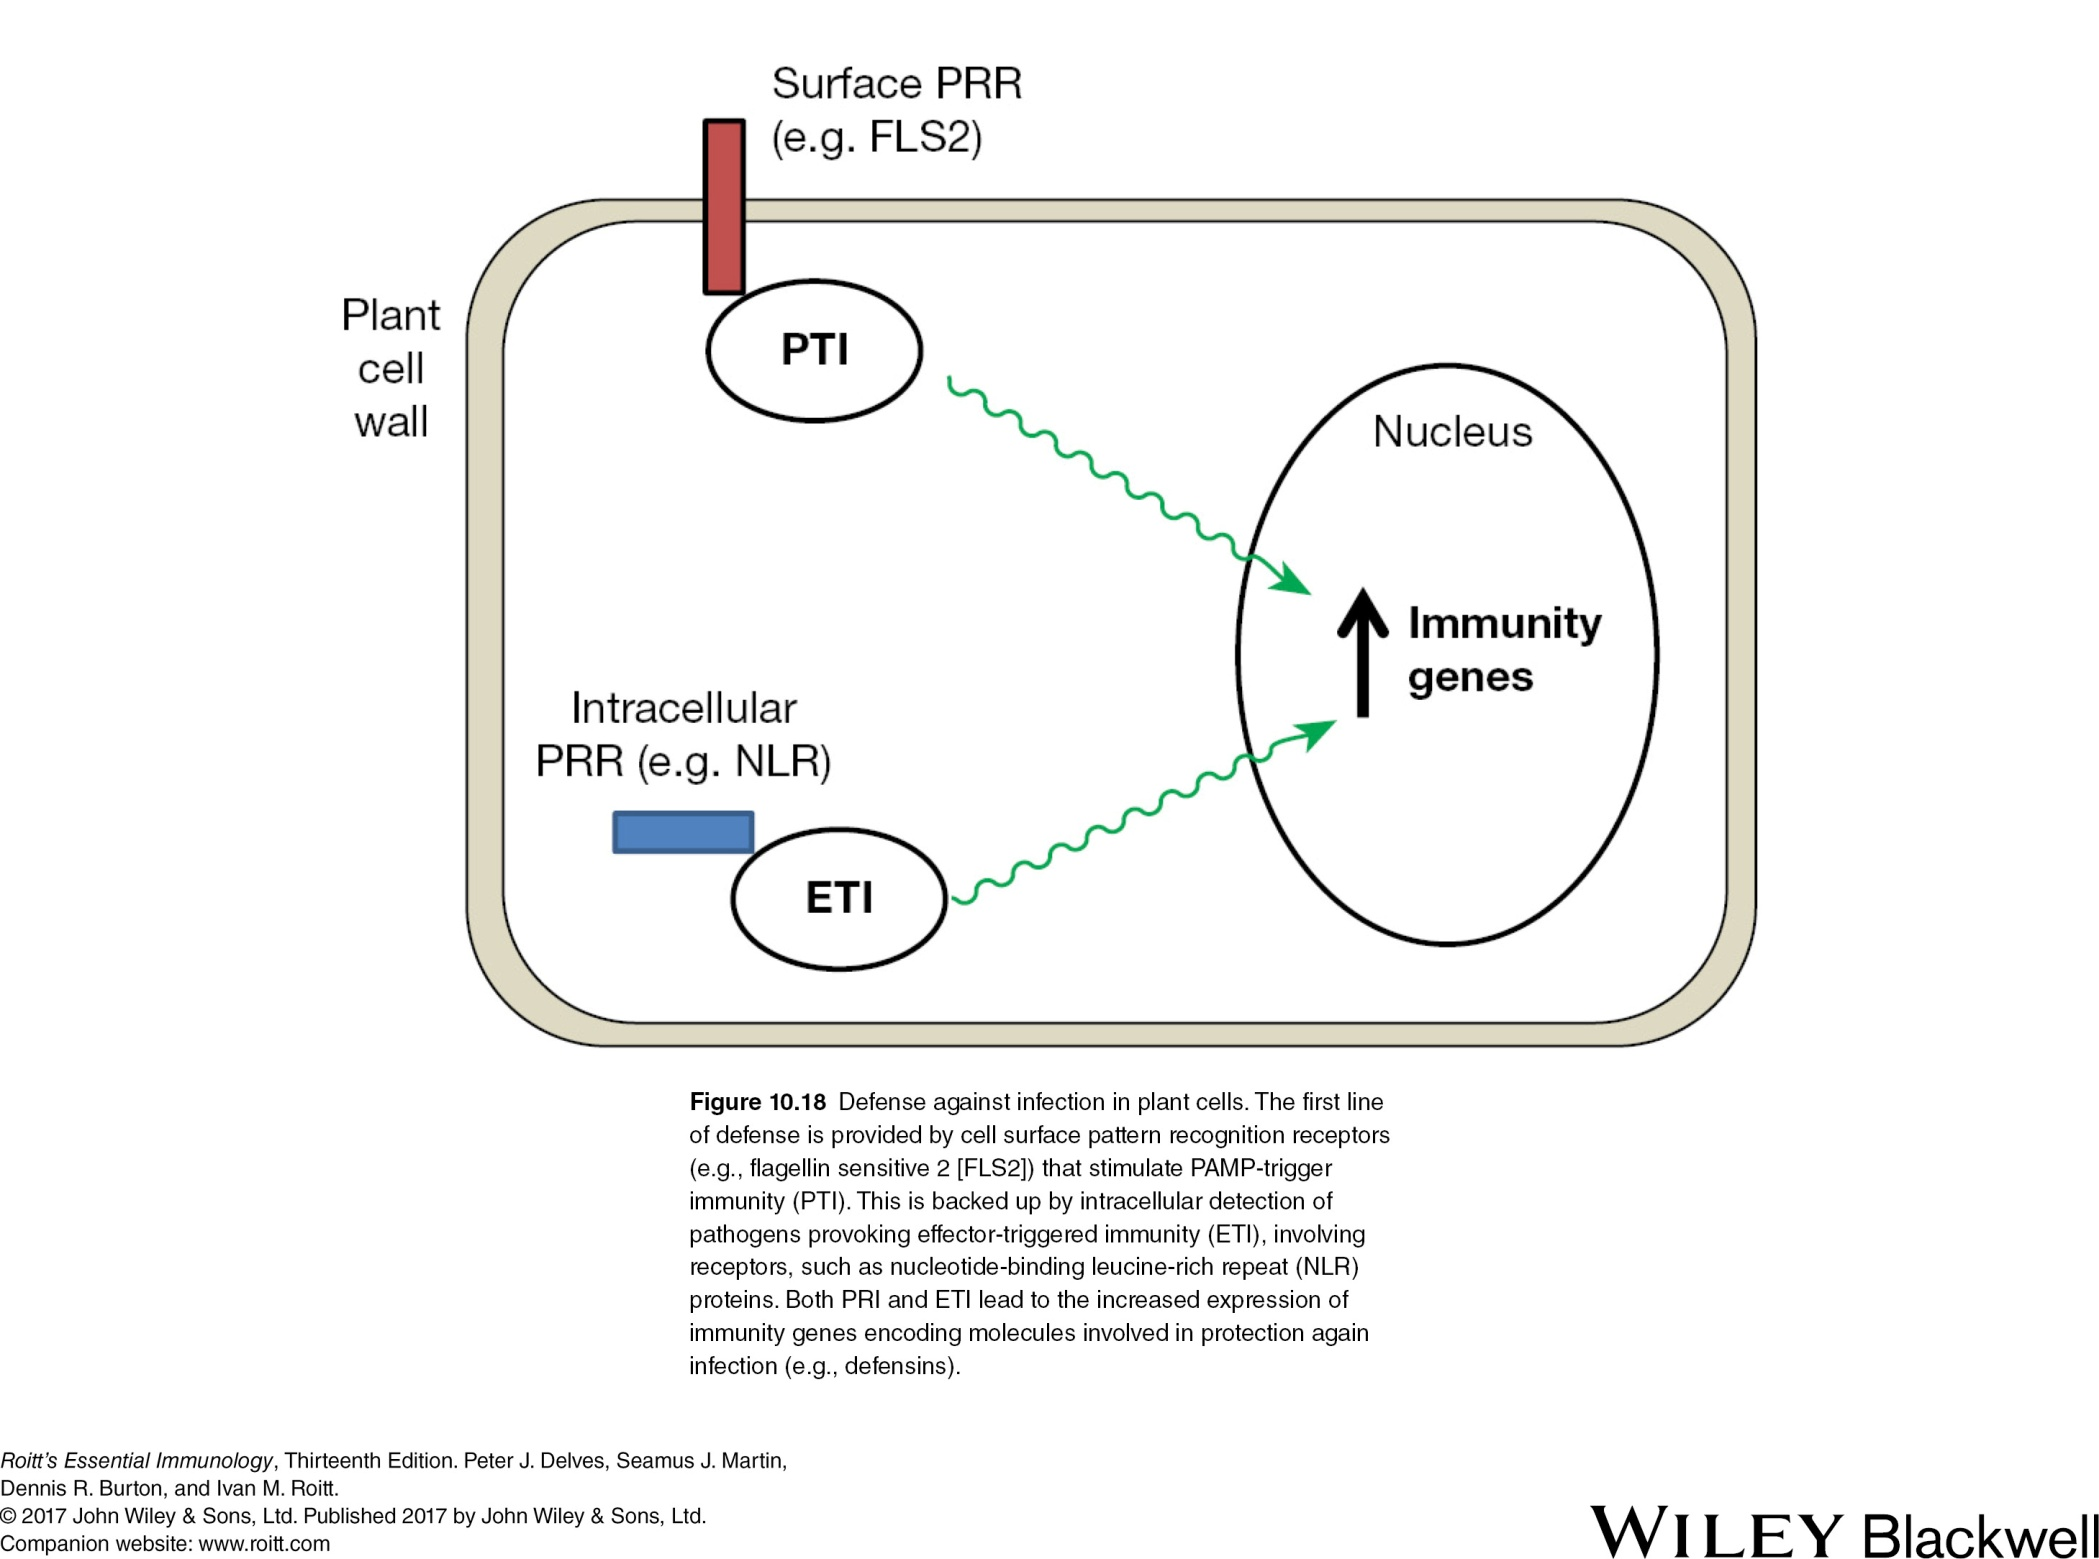 Surface PRR
(e.g. FLS2)
Plant
cell
wall
PTI
Nucleus
Immunity
genes
Intracellular
PRR (e.g. NLR)
ETI
Figure 10.18 Defense against infection in plant cells. The first line
of defense is provided by cell surface pattern recognition receptors
(e.g., flagellin sensitive 2 [FLS2]) that stimulate PAMP-trigger
immunity (PTI). This is backed up by intracellular detection of
pathogens provoking effector-triggered immunity (ETI), involving
receptors, such as nucleotide-binding leucine-rich repeat (NLR)
proteins. Both PRI and ETI lead to the increased expression of
immunity genes encoding molecules involved in protection again
infection (e.g., defensins).
Roitt's Essential Immunology, Thirteenth Edition. Peter J. Delves, Seamus J. Martin,
Dennis R. Burton, and Ivan M. Roitt.
© 2017 John Wiley & Sons, Ltd. Published 2017 by John Wiley & Sons, Ltd.
Companion website: www.roitt.com
WILEY Blackwell